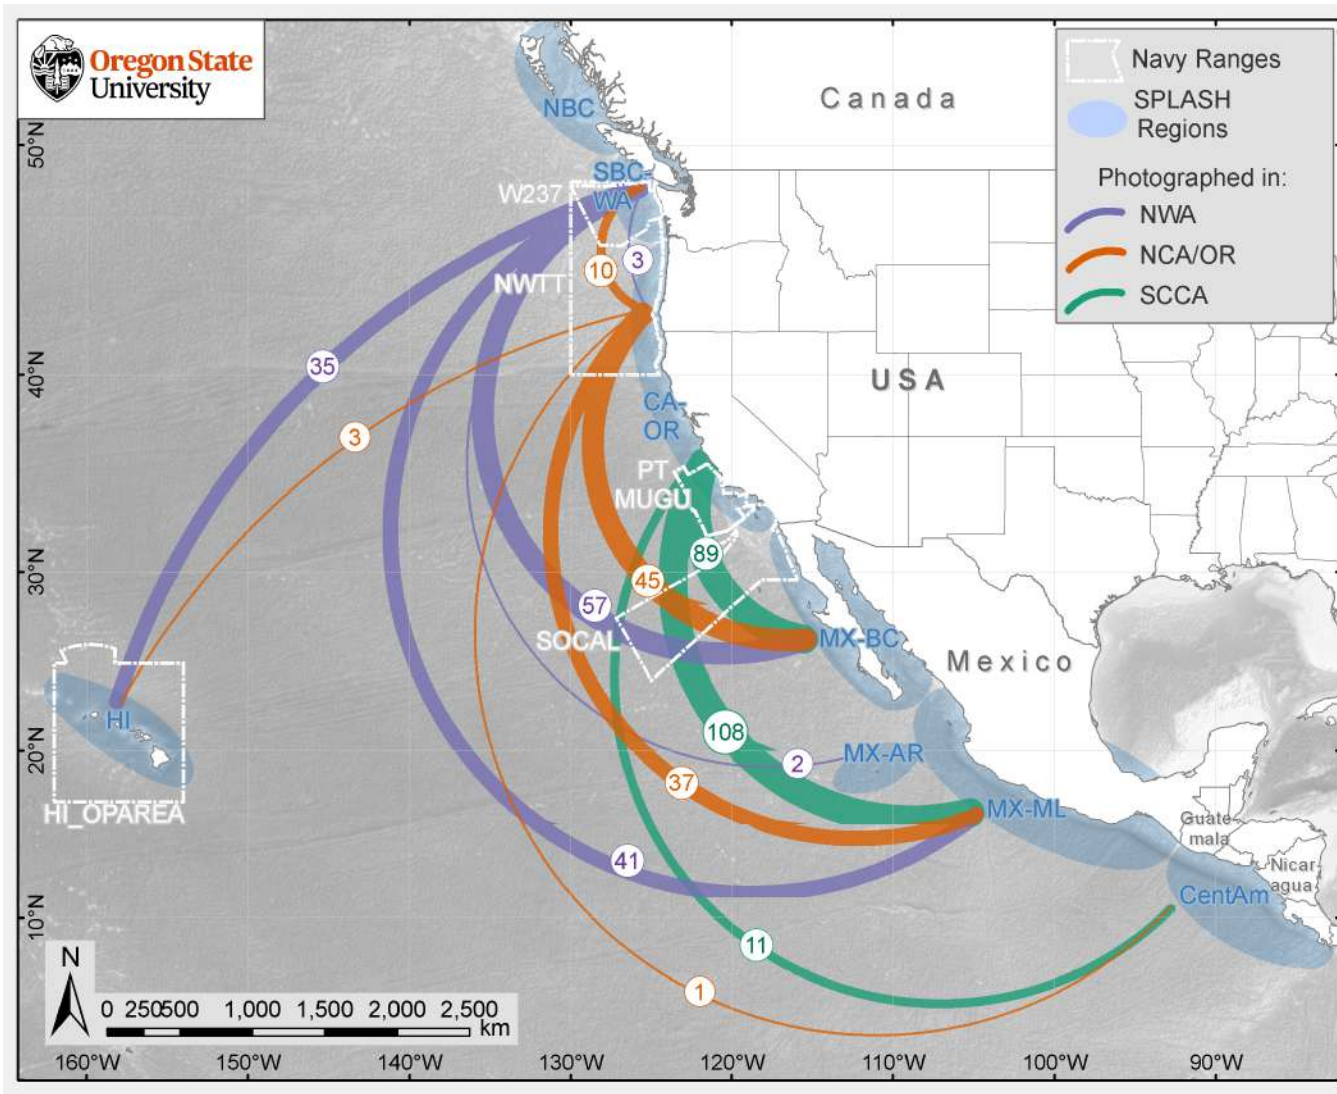 Oregon State
University
Navy Ranges
SPLASH
Regions
Photographed in:
NWA
NCA/OR
SCCA
Canada
NBC
50°N
SBC-
WA
W237
3
10
NWTT
40°N
35
USA
CA-
OR
3
PT
MUGU
89
30°N
45
57
SOCAL
MX-BC
Mexico
HI
108
MX-AR
20°N
2
37
HI_OPAREA
MX-ML
Guate-
mala
41
Nicar-
agua
CentAm
10°N
11
N
1
0 250 500 1,000 1,500 2,000 2,500
km
160°W 150°W 140°W 130°W 120°W 110°W 100°W 90°W